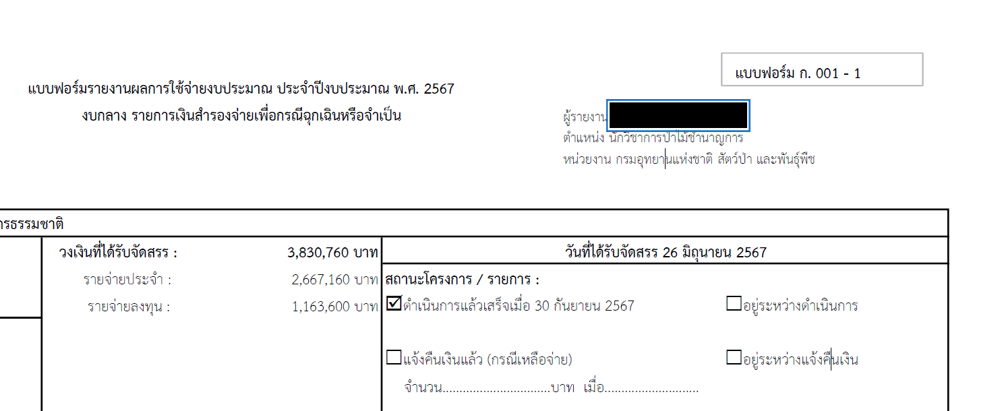 แบบฟอร์ม ก. 001 - 1
แบบฟอร์มรายงานผลการใช้จ่ายงบประมาณ ประจำปีงบประมาณ พ.ศ. 2567
งบกลาง รายการเงินสำรองจ่ายเพื่อกรณีฉุกเฉินหรือจำเป็น
ผู้รายงาน
ตำแหน่ง นักวิชาการป่าไม้ชำนาญการ
หน่วยงาน กรมอุทยานแห่งชาติ สัตว์ป่า และพันธุ์พืช
ารธรรมชาติ
วงเงินที่ได้รับจัดสรร : 3,830,760 บาท
วันที่ได้รับจัดสรร 26 มิถุนายน 2567
รายจ่ายประจำ : 2,667,160 บาท
สถานะโครงการ / รายการ :
รายจ่ายลงทุน : 1,163,600 บาท
ดำเนินการแล้วเสร็จเมื่อ 30 กันยายน 2567
อยู่ระหว่างดำเนินการ
แจ้งคืนเงินแล้ว (กรณีเหลือจ่าย)
อยู่ระหว่างแจ้งคืนเงิน
จำนวน................................บาท เมื่อ............................